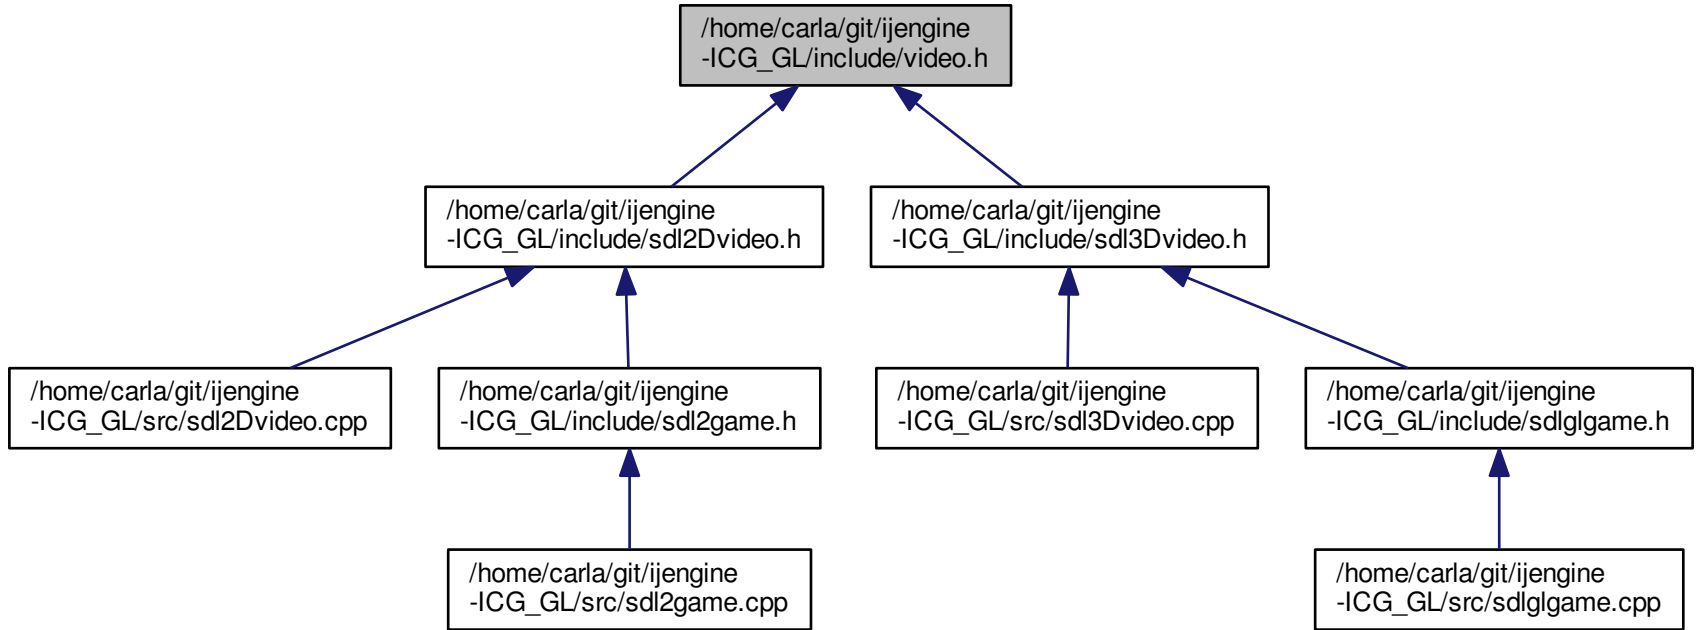 /home/carla/git/ijengine
-ICG_GL/include/video.h
/home/carla/git/ijengine
-ICG_GL/include/sdl2Dvideo.h
/home/carla/git/ijengine
-ICG_GL/include/sdl3Dvideo.h
/home/carla/git/ijengine
-ICG_GL/src/sdl2Dvideo.cpp
/home/carla/git/ijengine
-ICG_GL/include/sdl2game.h
/home/carla/git/ijengine
-ICG_GL/src/sdl3Dvideo.cpp
/home/carla/git/ijengine
-ICG_GL/include/sdlglgame.h
/home/carla/git/ijengine
-ICG_GL/src/sdl2game.cpp
/home/carla/git/ijengine
-ICG_GL/src/sdlglgame.cpp